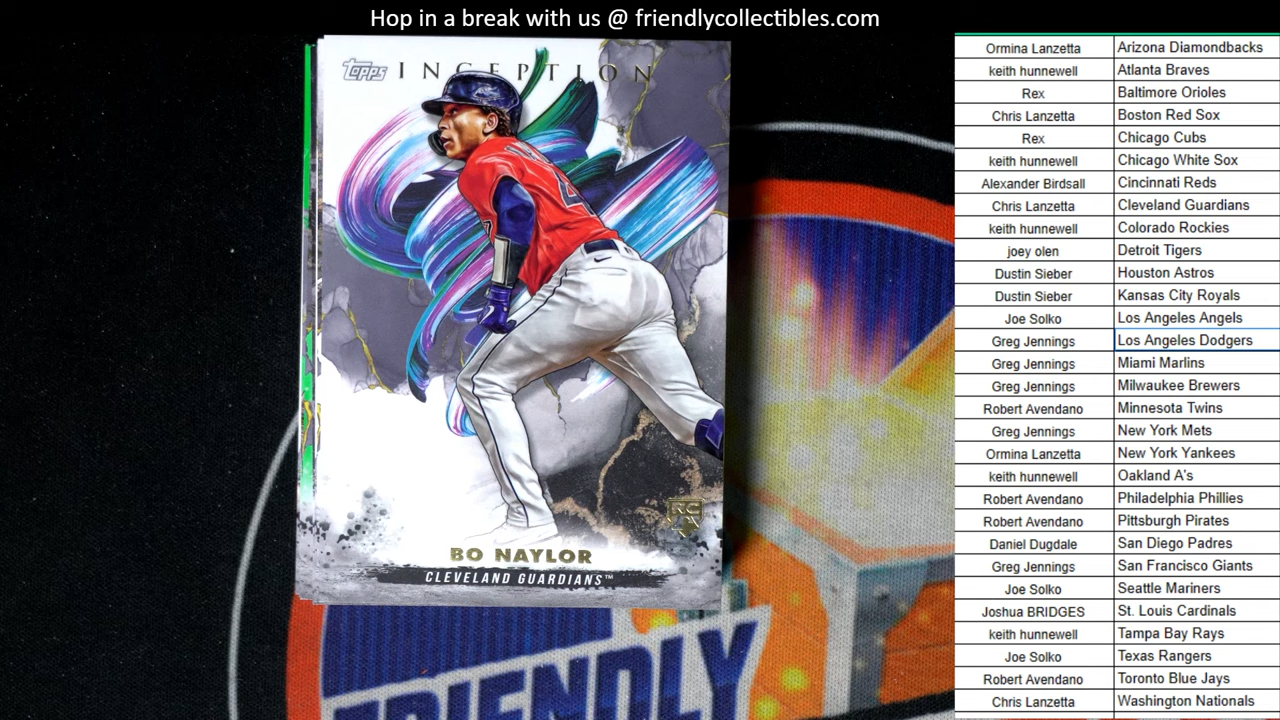 Hop in a break with us @ friendlycollectibles.com
Topps INCEPTION
BO NAYLOR
CLEVELAND GUARDIANS™
RC
FRIENDLY
Ormina Lanzetta Arizona Diamondbacks
keith hunnewell Atlanta Braves
Rex Baltimore Orioles
Chris Lanzetta Boston Red Sox
Rex Chicago Cubs
keith hunnewell Chicago White Sox
Alexander Birdsall Cincinnati Reds
Chris Lanzetta Cleveland Guardians
keith hunnewell Colorado Rockies
joey olen Detroit Tigers
Dustin Sieber Houston Astros
Dustin Sieber Kansas City Royals
Joe Solko Los Angeles Angels
Greg Jennings Los Angeles Dodgers
Greg Jennings Miami Marlins
Greg Jennings Milwaukee Brewers
Robert Avendano Minnesota Twins
Greg Jennings New York Mets
Ormina Lanzetta New York Yankees
keith hunnewell Oakland A's
Robert Avendano Philadelphia Phillies
Robert Avendano Pittsburgh Pirates
Daniel Dugdale San Diego Padres
Greg Jennings San Francisco Giants
Joe Solko Seattle Mariners
Joshua BRIDGES St. Louis Cardinals
keith hunnewell Tampa Bay Rays
Joe Solko Texas Rangers
Robert Avendano Toronto Blue Jays
Chris Lanzetta Washington Nationals